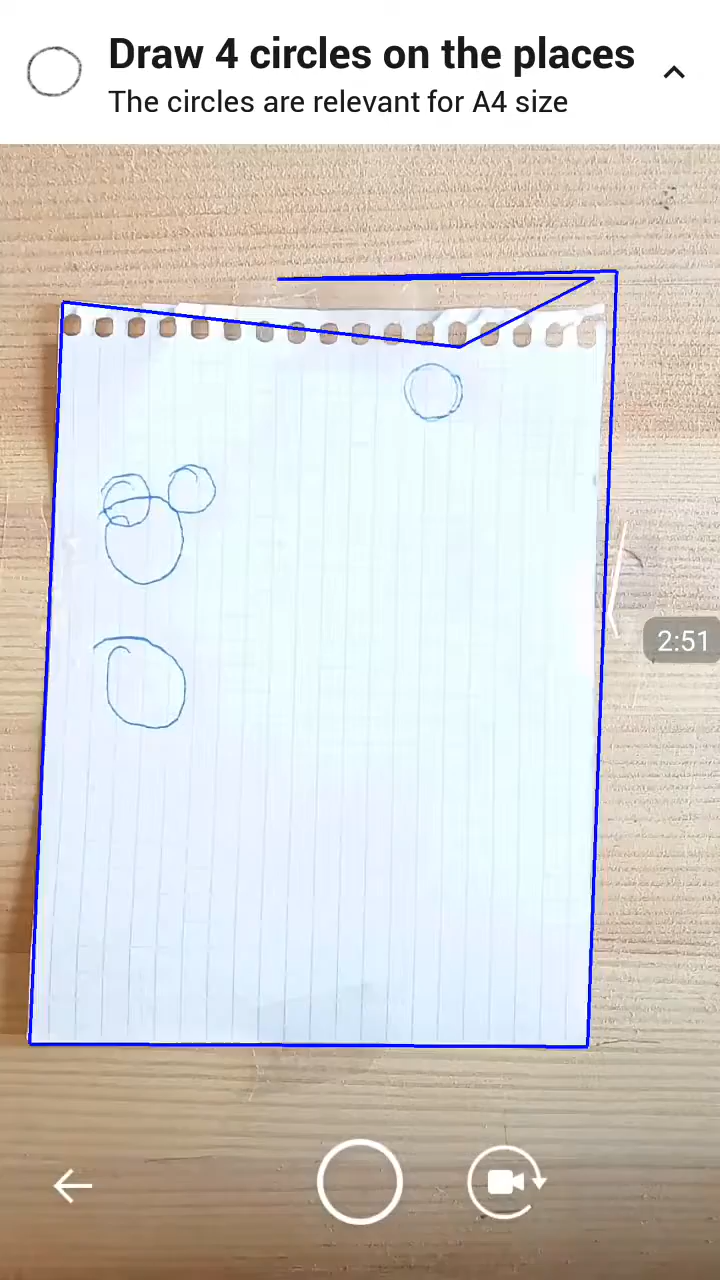 Draw 4 circles on the places
The circles are relevant for A4 size
2:51